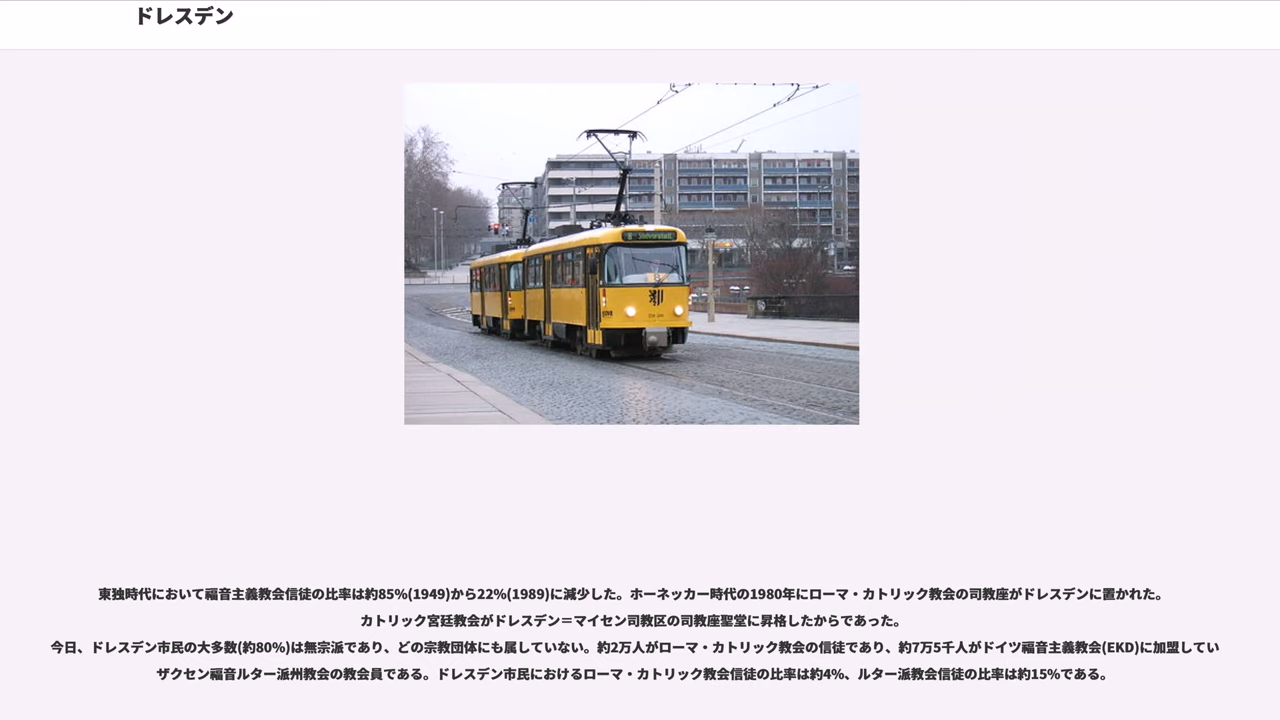 ドレスデン
東独時代において福音主義教会信徒の比率は約85%(1949)から22%(1989)に減少した。ホーネッカー時代の1980年にローマ・カトリック教会の司教座がドレスデンに置かれた。
カトリック宮廷教会がドレスデン＝マイセン司教区の司教座聖堂に昇格したからであった。
今日、ドレスデン市民の大多数(約80%)は無宗派であり、どの宗教団体にも属していない。約2万人がローマ・カトリック教会の信徒であり、約7万5千人がドイツ福音主義教会(EKD)に加盟してい
ザクセン福音ルター派州教会の教会員である。ドレスデン市民におけるローマ・カトリック教会信徒の比率は約4%、ルター派教会信徒の比率は約15%である。